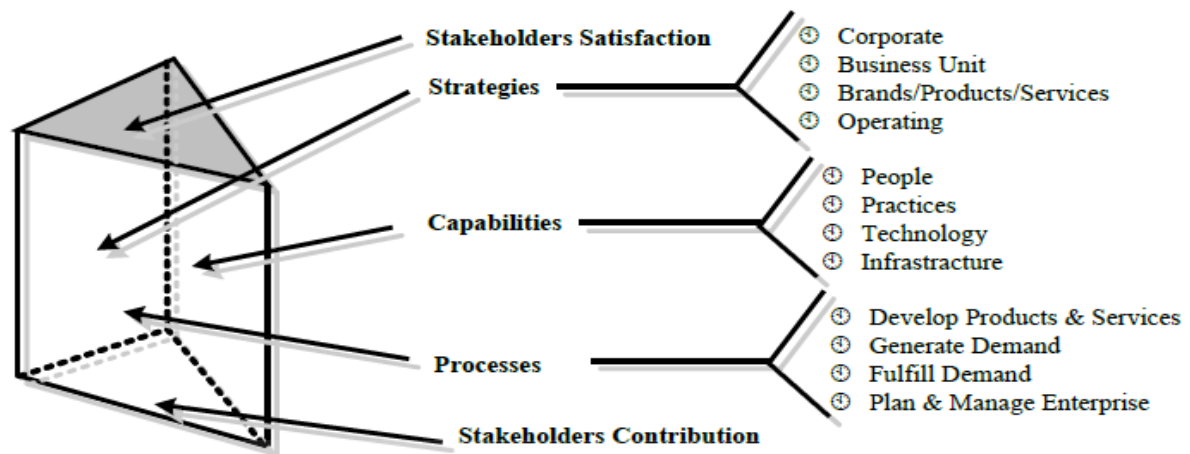 Stakeholders Satisfaction
Strategies
Corporate
Business Unit
Brands/Products/Services
Operating
Capabilities
People
Practices
Technology
Infrastracture
Processes
Develop Products & Services
Generate Demand
Fulfill Demand
Plan & Manage Enterprise
Stakeholders Contribution